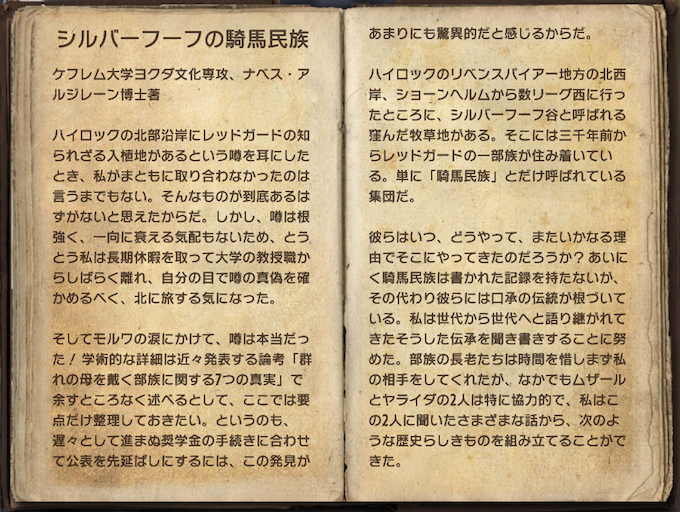 シルバーフーフの騎馬民族
ケフレム大学ヨクダ文化専攻、ナベス・ア
ルジレーン博士著
ハイロックの北部沿岸にレッドガードの知
られざる入植地があるという噂を耳にした
とき、私がまともに取り合わなかったのは
言うまでもない。そんなものが到底あるは
ずがないと思えたからだ。しかし、噂は根
強く、一向に衰える気配もないため、とう
とう私は長期休暇を取って大学の教授職か
らしばらく離れ、自分の目で噂の真偽を確
かめるべく、北に旅する気になった。
そしてモルワの涙にかけて、噂は本当だっ
た！ 学術的な詳細は近々発表する論考「群
れの母を戴く部族に関する7つの真実」で
余すところなく述べるとして、ここでは要
点だけ整理しておきたい。というのも、
遅々として進まぬ奨学金の手続きに合わせ
て公表を先延ばしにするには、この発見が
あまりにも驚異的だと感じるからだ。
ハイロックのリベンスパイアー地方の北西
岸、ショーンヘルムから数リーグ西に行っ
たところに、シルバーフーフ谷と呼ばれる
窪んだ牧草地がある。そこには三千年前か
らレッドガードの一部族が住み着いてい
る。単に「騎馬民族」とだけ呼ばれている
集団だ。
彼らはいつ、どうやって、またいかなる理
由でそこにやってきたのだろうか？ あいに
く騎馬民族は書かれた記録を持たないが、
その代わり彼らには口承の伝統が根づいて
いる。私は世代から世代へと語り継がれて
きたそうした伝承を聞き書きすることに努
めた。部族の長老たちは時間を惜しまず私
の相手をしてくれたが、なかでもムザール
とヤライダの2人は特に協力的で、私はこ
の2人に聞いたさまざまな話から、次のよ
うな歴史らしきものを組み立てることがで
きた。